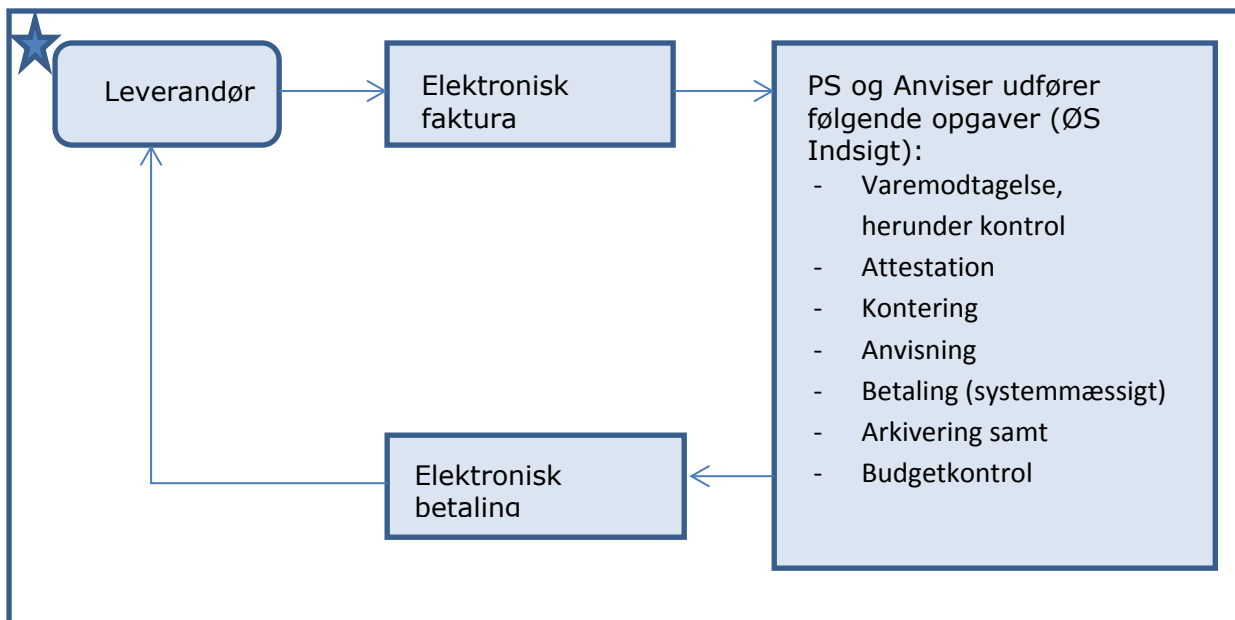 Leverandør
Elektronisk
faktura
PS og Anviser udfører
følgende opgaver (ØS
Indsigt):
- Varemodtagelse,
herunder kontrol
- Attestation
- Kontering
- Anvisning
- Betaling (systemmæssigt)
- Arkivering samt
- Budgetkontrol
Elektronisk
betaling